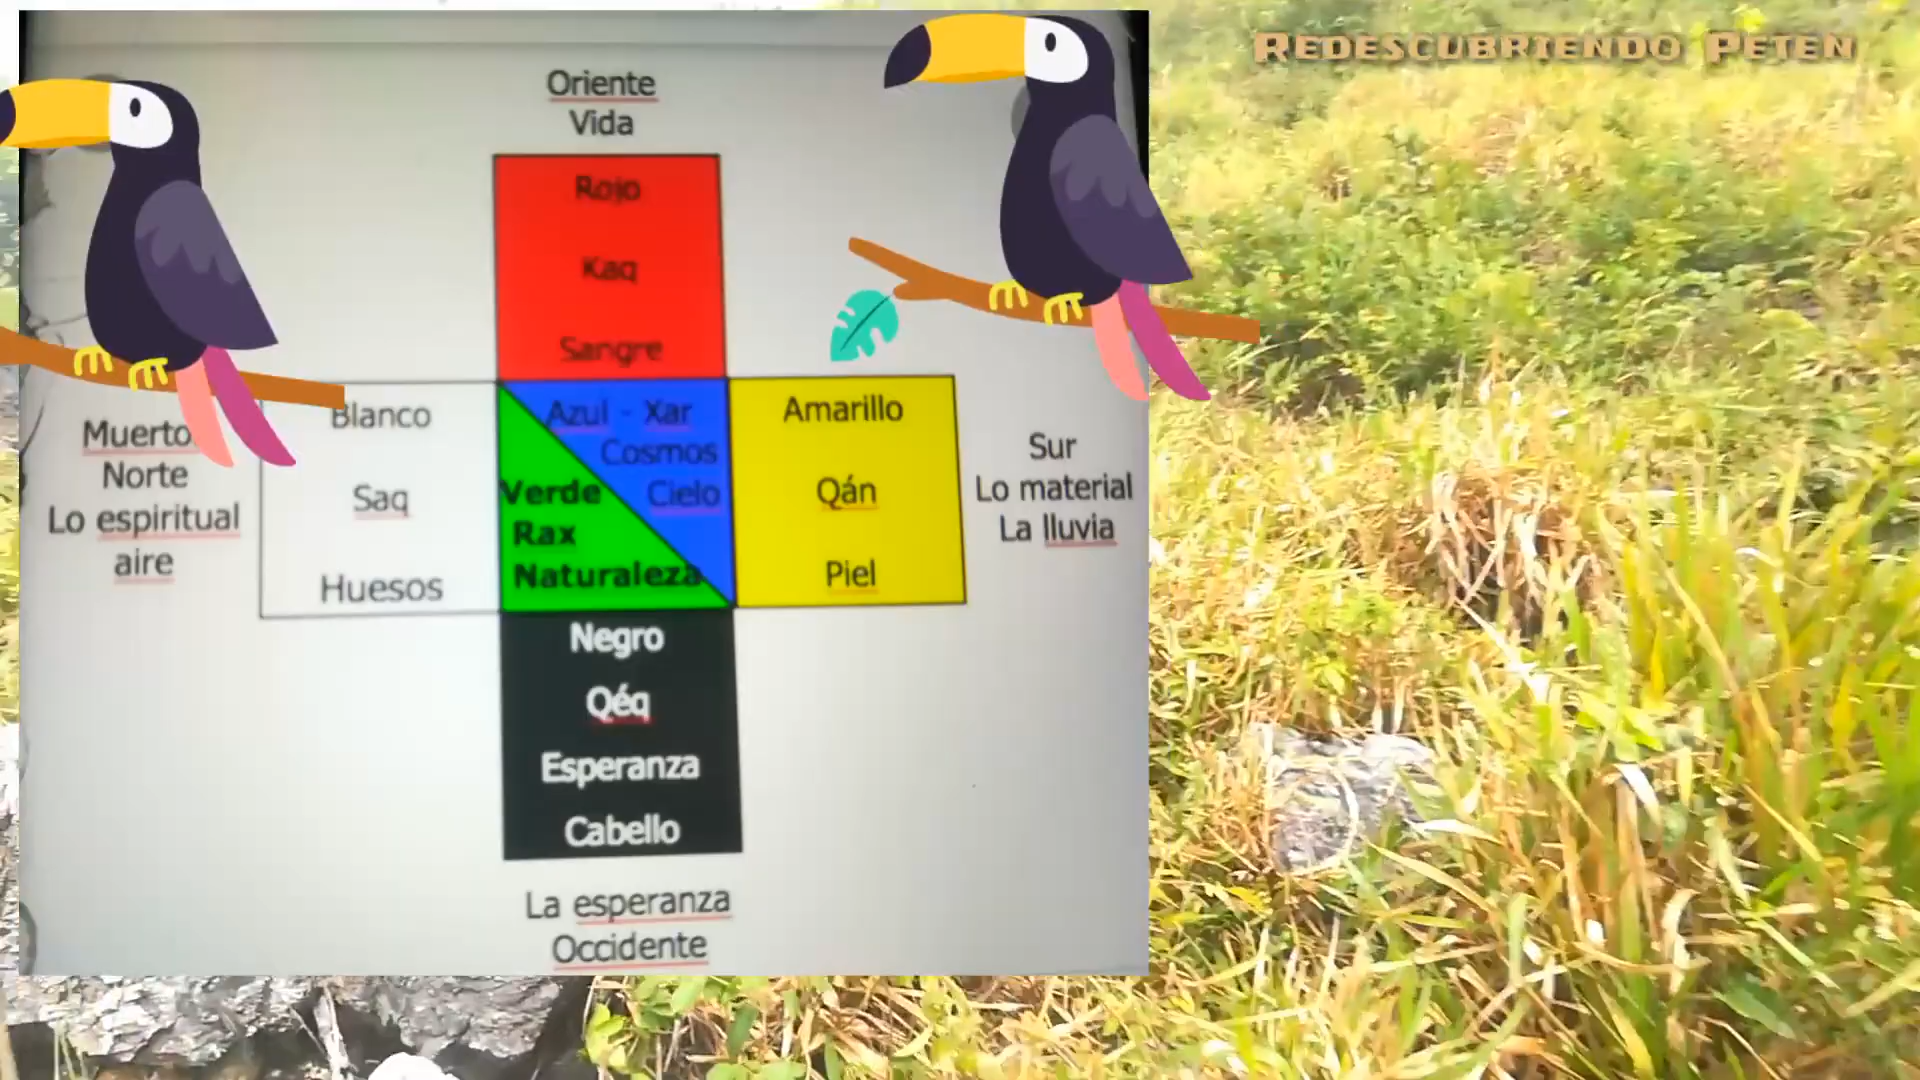 REDESCUBRIENDO PETEN
Oriente
Vida
Rojo
Kaq
Sangre
Muerto
Norte
Lo espiritual
aire
Blanco
Saq
Huesos
Azul - Xar
Cosmos
Cielo
Verde
Rax
Naturaleza
Amarillo
Qán
Piel
Sur
Lo material
La lluvia
Negro
Qéq
Esperanza
Cabello
La esperanza
Occidente